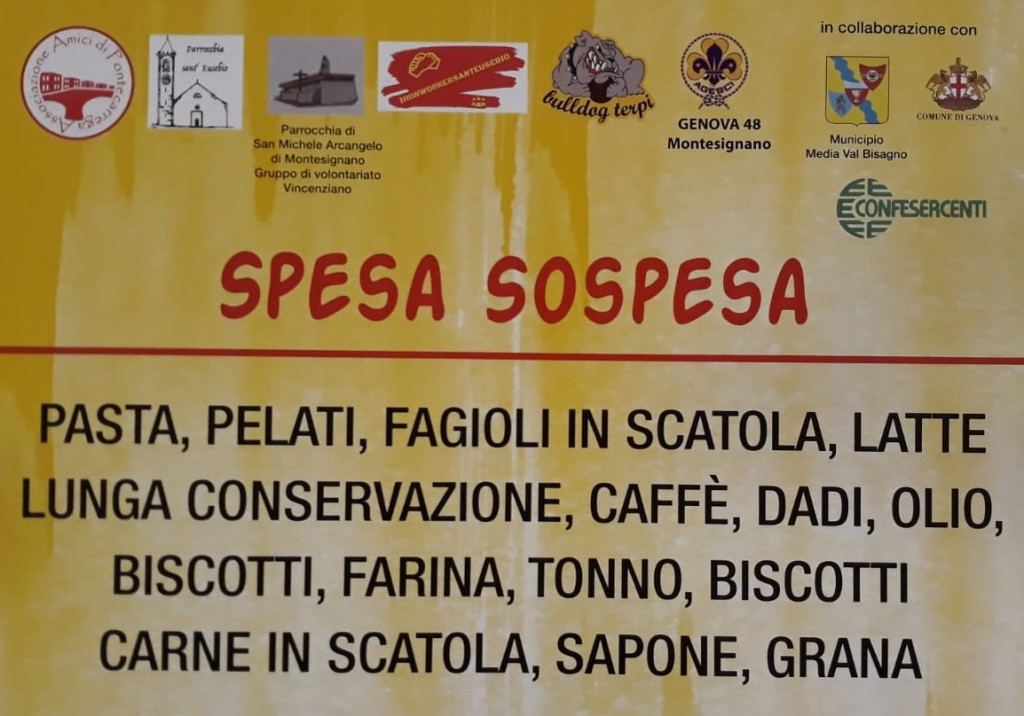 Associazione Amici di Pontecarrega
Parrocchia
sant' Eusebio
IRONWORKERSANTEUSEBIO
bulldog terpi
AGESCI
GENOVA 48
Montesignano
in collaborazione con
Municipio
Media Val Bisagno
COMUNE DI GENOVA
Parrocchia di
San Michele Arcangelo
di Montesignano
Gruppo di volontariato
Vincenziano
CONFESERCENTI
SPESA SOSPESA
PASTA, PELATI, FAGIOLI IN SCATOLA, LATTE
LUNGA CONSERVAZIONE, CAFFÈ, DADI, OLIO,
BISCOTTI, FARINA, TONNO, BISCOTTI
CARNE IN SCATOLA, SAPONE, GRANA